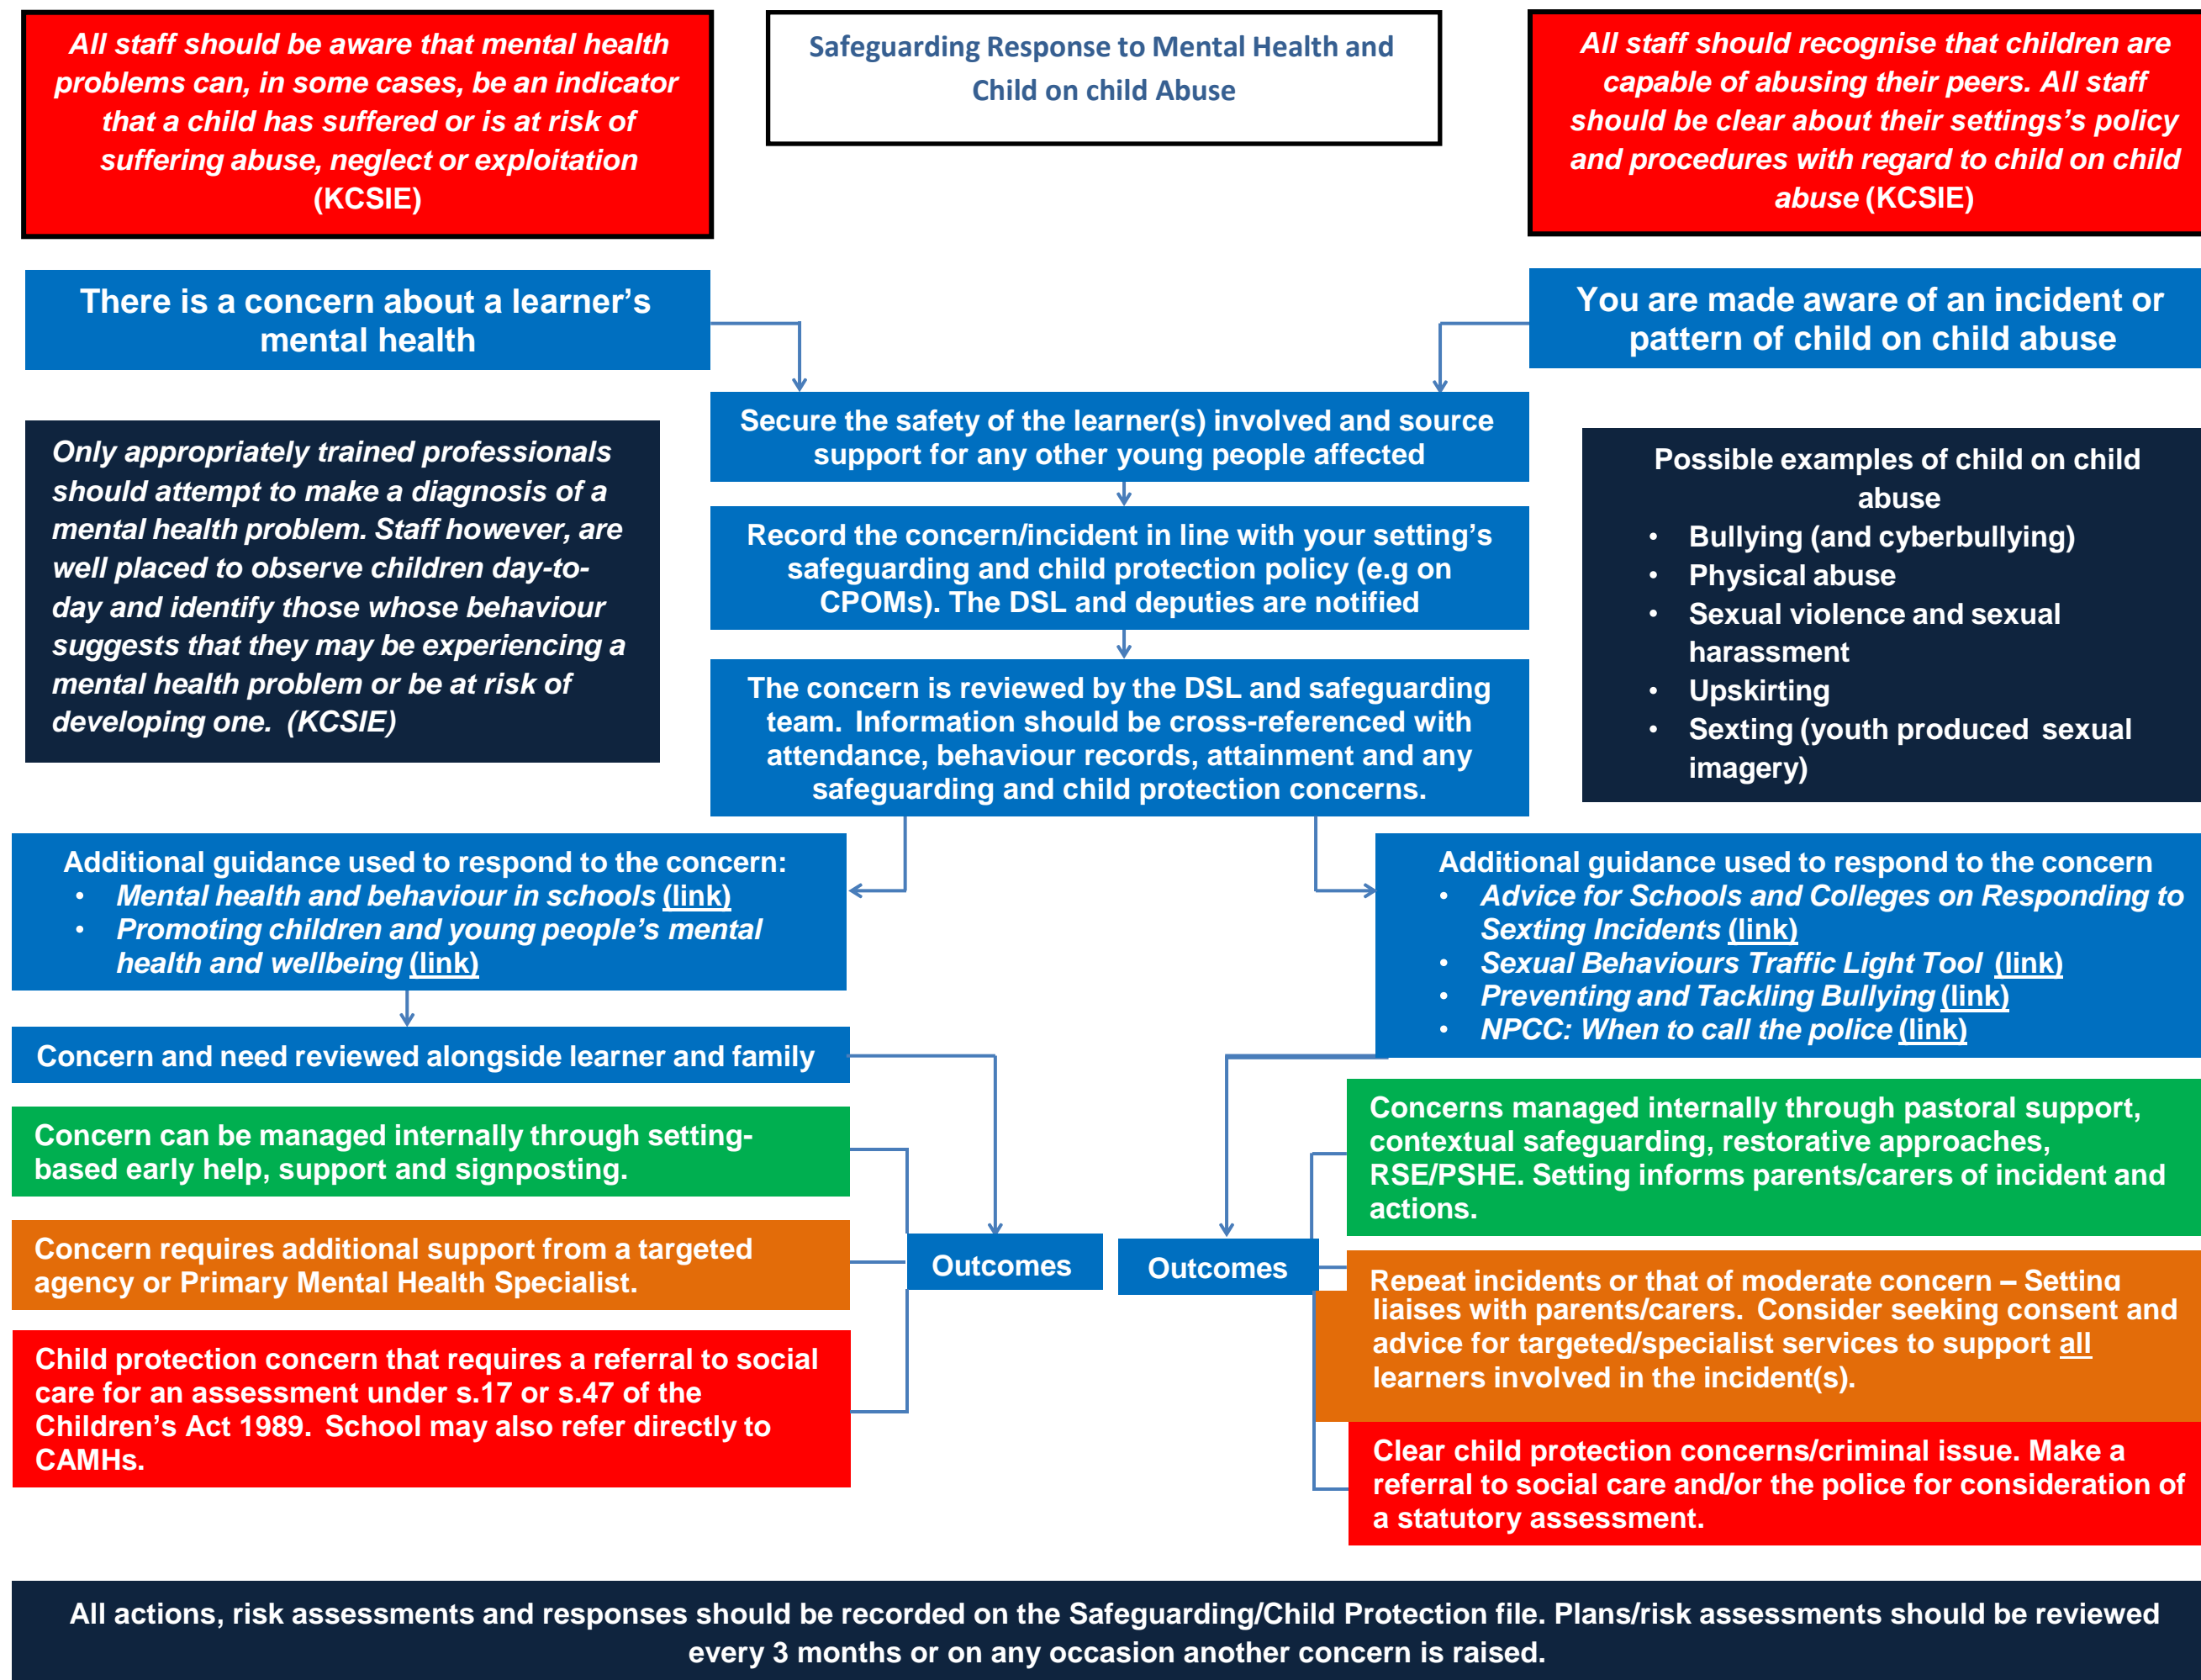 All staff should be aware that mental health
problems can, in some cases, be an indicator
that a child has suffered or is at risk of
suffering abuse, neglect or exploitation
(KCSIE)
Safeguarding Response to Mental Health and
Child on child Abuse
All staff should recognise that children are
capable of abusing their peers. All staff
should be clear about their settings's policy
and procedures with regard to child on child
abuse (KCSIE)
There is a concern about a learner’s
mental health
You are made aware of an incident or
pattern of child on child abuse
Secure the safety of the learner(s) involved and source
support for any other young people affected
Only appropriately trained professionals
should attempt to make a diagnosis of a
mental health problem. Staff however, are
well placed to observe children day-to-
day and identify those whose behaviour
suggests that they may be experiencing a
mental health problem or be at risk of
developing one. (KCSIE)
Record the concern/incident in line with your setting’s
safeguarding and child protection policy (e.g on
CPOMs). The DSL and deputies are notified
Possible examples of child on child
abuse
• Bullying (and cyberbullying)
• Physical abuse
• Sexual violence and sexual
harassment
• Upskirting
• Sexting (youth produced sexual
imagery)
The concern is reviewed by the DSL and safeguarding
team. Information should be cross-referenced with
attendance, behaviour records, attainment and any
safeguarding and child protection concerns.
Additional guidance used to respond to the concern:
• Mental health and behaviour in schools (link)
• Promoting children and young people’s mental
health and wellbeing (link)
Additional guidance used to respond to the concern
• Advice for Schools and Colleges on Responding to
Sexting Incidents (link)
• Sexual Behaviours Traffic Light Tool (link)
• Preventing and Tackling Bullying (link)
• NPCC: When to call the police (link)
Concern and need reviewed alongside learner and family
Concern can be managed internally through setting-
based early help, support and signposting.
Concern requires additional support from a targeted
agency or Primary Mental Health Specialist.
Child protection concern that requires a referral to social
care for an assessment under s.17 or s.47 of the
Children’s Act 1989. School may also refer directly to
CAMHs.
Outcomes
Outcomes
Concerns managed internally through pastoral support,
contextual safeguarding, restorative approaches,
RSE/PSHE. Setting informs parents/carers of incident and
actions.
Repeat incidents or that of moderate concern – Setting
liaises with parents/carers. Consider seeking consent and
advice for targeted/specialist services to support all
learners involved in the incident(s).
Clear child protection concerns/criminal issue. Make a
referral to social care and/or the police for consideration of
a statutory assessment.
All actions, risk assessments and responses should be recorded on the Safeguarding/Child Protection file. Plans/risk assessments should be reviewed
every 3 months or on any occasion another concern is raised.